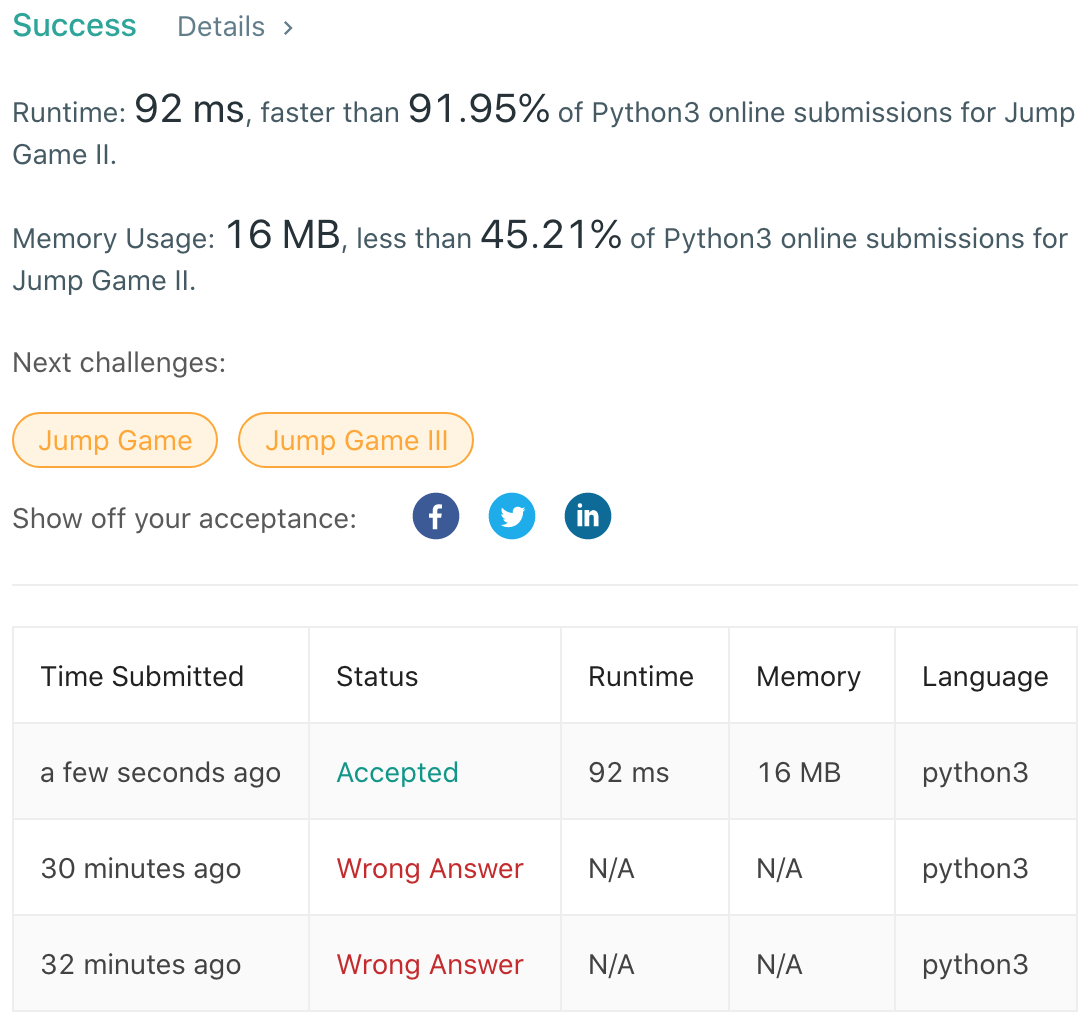 Success Details >
Runtime: 92 ms, faster than 91.95% of Python3 online submissions for Jump
Game II.
Memory Usage: 16 MB, less than 45.21% of Python3 online submissions for
Jump Game II.
Next challenges:
Jump Game Jump Game III
Show off your acceptance: f in
Time Submitted Status Runtime Memory Language
a few seconds ago Accepted 92 ms 16 MB python3
30 minutes ago Wrong Answer N/A N/A python3
32 minutes ago Wrong Answer N/A N/A python3